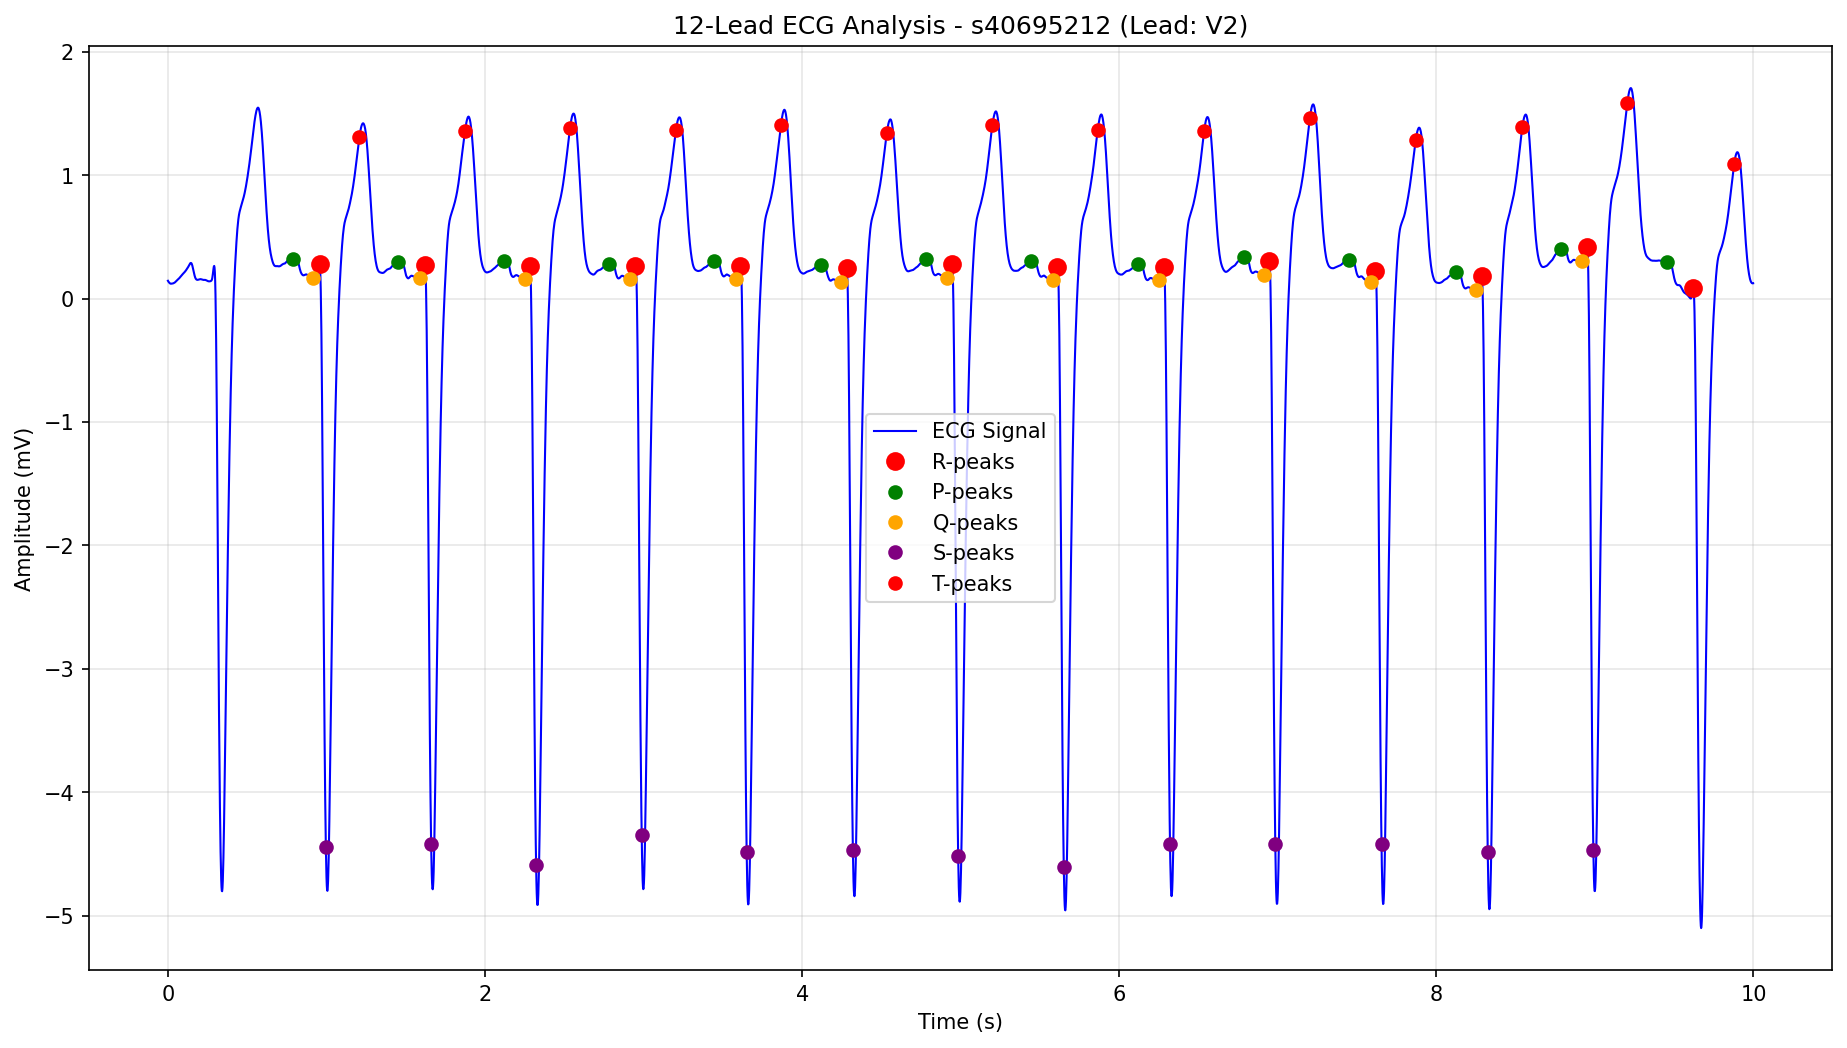 12-Lead ECG Analysis - s40695212 (Lead: V2)
2
1
0
−1
−2
−3
−4
−5
Amplitude (mV)
ECG Signal
R-peaks
P-peaks
Q-peaks
S-peaks
T-peaks
0 2 4 6 8 10
Time (s)